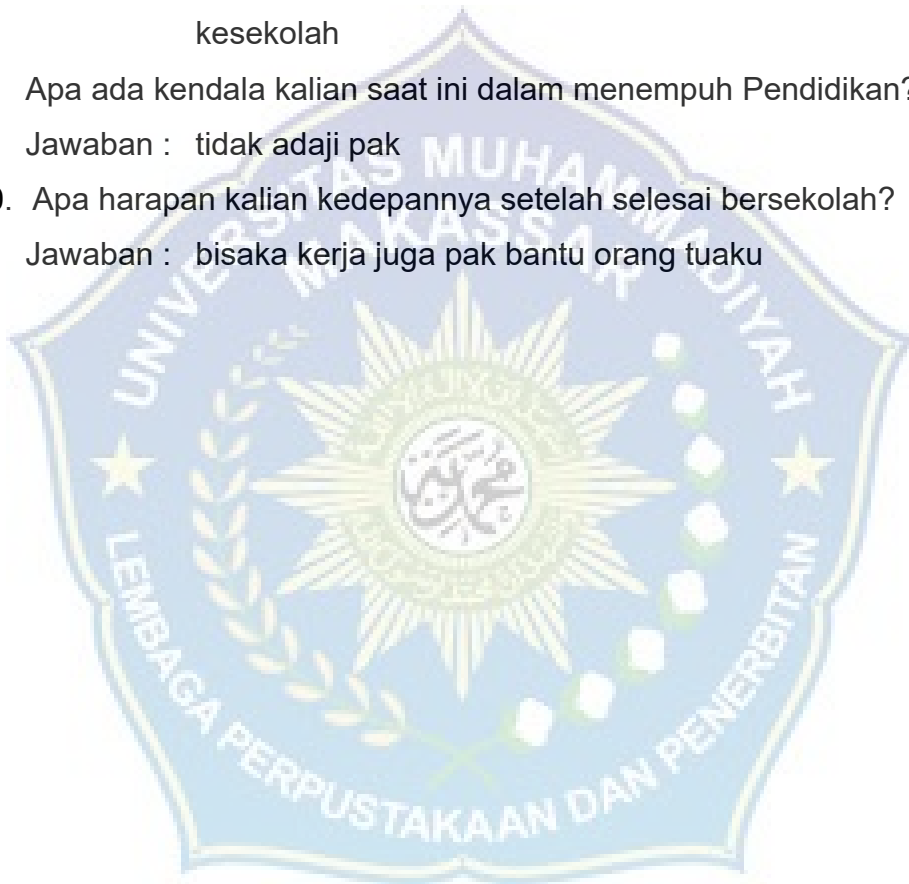 kesekolah
Apa ada kendala kalian saat ini dalam menempuh Pendidikan?
Jawaban : tidak adaji pak
. Apa harapan kalian kedepannya setelah selesai bersekolah?
Jawaban : bisaka kerja juga pak bantu orang tuaku
UNIVERSITAS MUHAMMADIYAH
MAKASSAR
LEMBAGA PERPUSTAKAAN DAN PENERBITAN